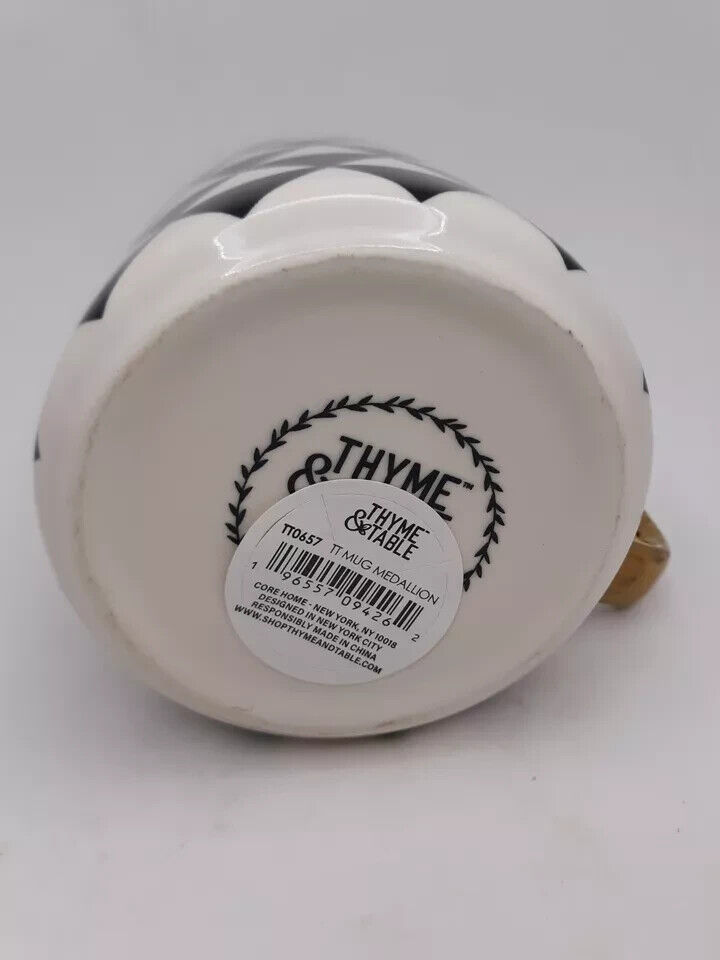 THYME™
&
THYME
& TABLE
TT0657 TT MUG MEDALLION
1 96557 09426 2
CORE HOME - NEW YORK, NY 10018
DESIGNED IN NEW YORK CITY
RESPONSIBLY MADE IN CHINA
WWW.SHOPTHYMEANDTABLE.COM